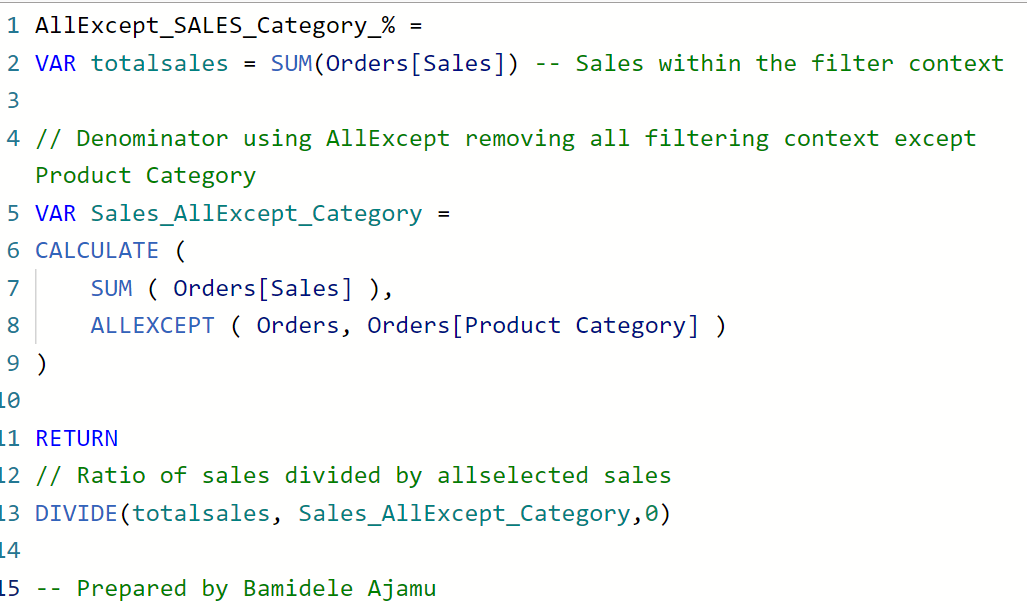 1 AllExcept_SALES_Category_% =
2 VAR totalsales = SUM(Orders[Sales]) -- Sales within the filter context
3
4 // Denominator using AllExcept removing all filtering context except
Product Category
5 VAR Sales_AllExcept_Category =
6 CALCULATE (
7 SUM ( Orders[Sales] ),
8 ALLEXCEPT ( Orders, Orders[Product Category] )
9 )
10
11 RETURN
12 // Ratio of sales divided by allselected sales
13 DIVIDE(totalsales, Sales_AllExcept_Category,0)
14
15 -- Prepared by Bamidele Ajamu